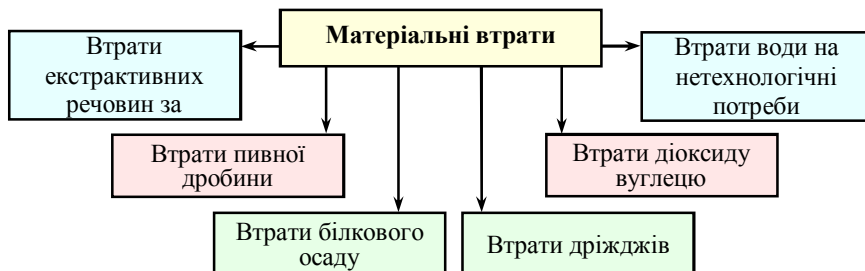 Матеріальні втрати
Втрати
екстрактивних
речовин за
Втрати води на
нетехнологічні
потреби
Втрати пивної
дробини
Втрати діоксиду
вуглецю
Втрати білкового
осаду
Втрати дріжджів